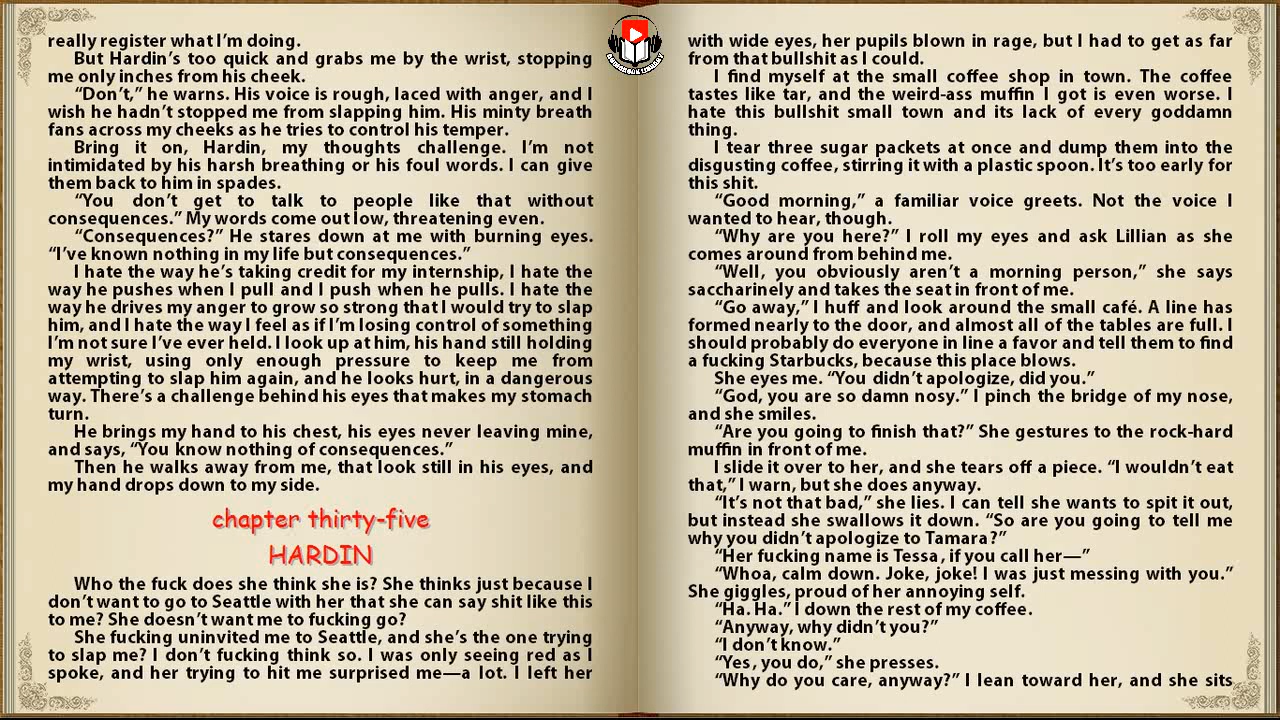 really register what I’m doing.
But Hardin’s too quick and grabs me by the wrist, stopping
me only inches from his cheek.
“Don’t,” he warns. His voice is rough, laced with anger, and I
wish he hadn’t stopped me from slapping him. His minty breath
fans across my cheeks as he tries to control his temper.
Bring it on, Hardin, my thoughts challenge. I’m not
intimidated by his harsh breathing or his foul words. I can give
them back to him in spades.
“You don’t get to talk to people like that without
consequences.” My words come out low, threatening even.
“Consequences?” He stares down at me with burning eyes.
“I’ve known nothing in my life but consequences.”
I hate the way he’s taking credit for my internship, I hate the
way he pushes when I pull and I push when he pulls. I hate the
way he drives my anger to grow so strong that I would try to slap
him, and I hate the way I feel as if I’m losing control of something
I’m not sure I’ve ever held. I look up at him, his hand still holding
my wrist, using only enough pressure to keep me from
attempting to slap him again, and he looks hurt, in a dangerous
way. There’s a challenge behind his eyes that makes my stomach
turn.
He brings my hand to his chest, his eyes never leaving mine,
and says, “You know nothing of consequences.”
Then he walks away from me, that look still in his eyes, and
my hand drops down to my side.
chapter thirty-five
HARDIN
Who the fuck does she think she is? She thinks just because I
don’t want to go to Seattle with her that she can say shit like this
to me? She doesn’t want me to fucking go?
She fucking uninvited me to Seattle, and she’s the one trying
to slap me? I don’t fucking think so. I was only seeing red as I
spoke, and her trying to hit me surprised me—a lot. I left her
with wide eyes, her pupils blown in rage, but I had to get as far
from that bullshit as I could.
I find myself at the small coffee shop in town. The coffee
tastes like tar, and the weird-ass muffin I got is even worse. I
hate this bullshit small town and its lack of every goddamn
thing.
I tear three sugar packets at once and dump them into the
disgusting coffee, stirring it with a plastic spoon. It’s too early for
this shit.
“Good morning,” a familiar voice greets. Not the voice I
wanted to hear, though.
“Why are you here?” I roll my eyes and ask Lillian as she
comes around from behind me.
“Well, you obviously aren’t a morning person,” she says
saccharinely and takes the seat in front of me.
“Go away,” I huff and look around the small café. A line has
formed nearly to the door, and almost all of the tables are full. I
should probably do everyone in line a favor and tell them to find
a fucking Starbucks, because this place blows.
She eyes me. “You didn’t apologize, did you.”
“God, you are so damn nosy.” I pinch the bridge of my nose,
and she smiles.
“Are you going to finish that?” She gestures to the rock-hard
muffin in front of me.
I slide it over to her, and she tears off a piece. “I wouldn’t eat
that,” I warn, but she does anyway.
“It’s not that bad,” she lies. I can tell she wants to spit it out,
but instead she swallows it down. “So are you going to tell me
why you didn’t apologize to Tamara?”
“Her fucking name is Tessa, if you call her—”
“Whoa, calm down. Joke, joke! I was just messing with you.”
She giggles, proud of her annoying self.
“Ha. Ha.” I down the rest of my coffee.
“Anyway, why didn’t you?”
“I don’t know.”
“Yes, you do,” she presses.
“Why do you care, anyway?” I lean toward her, and she sits